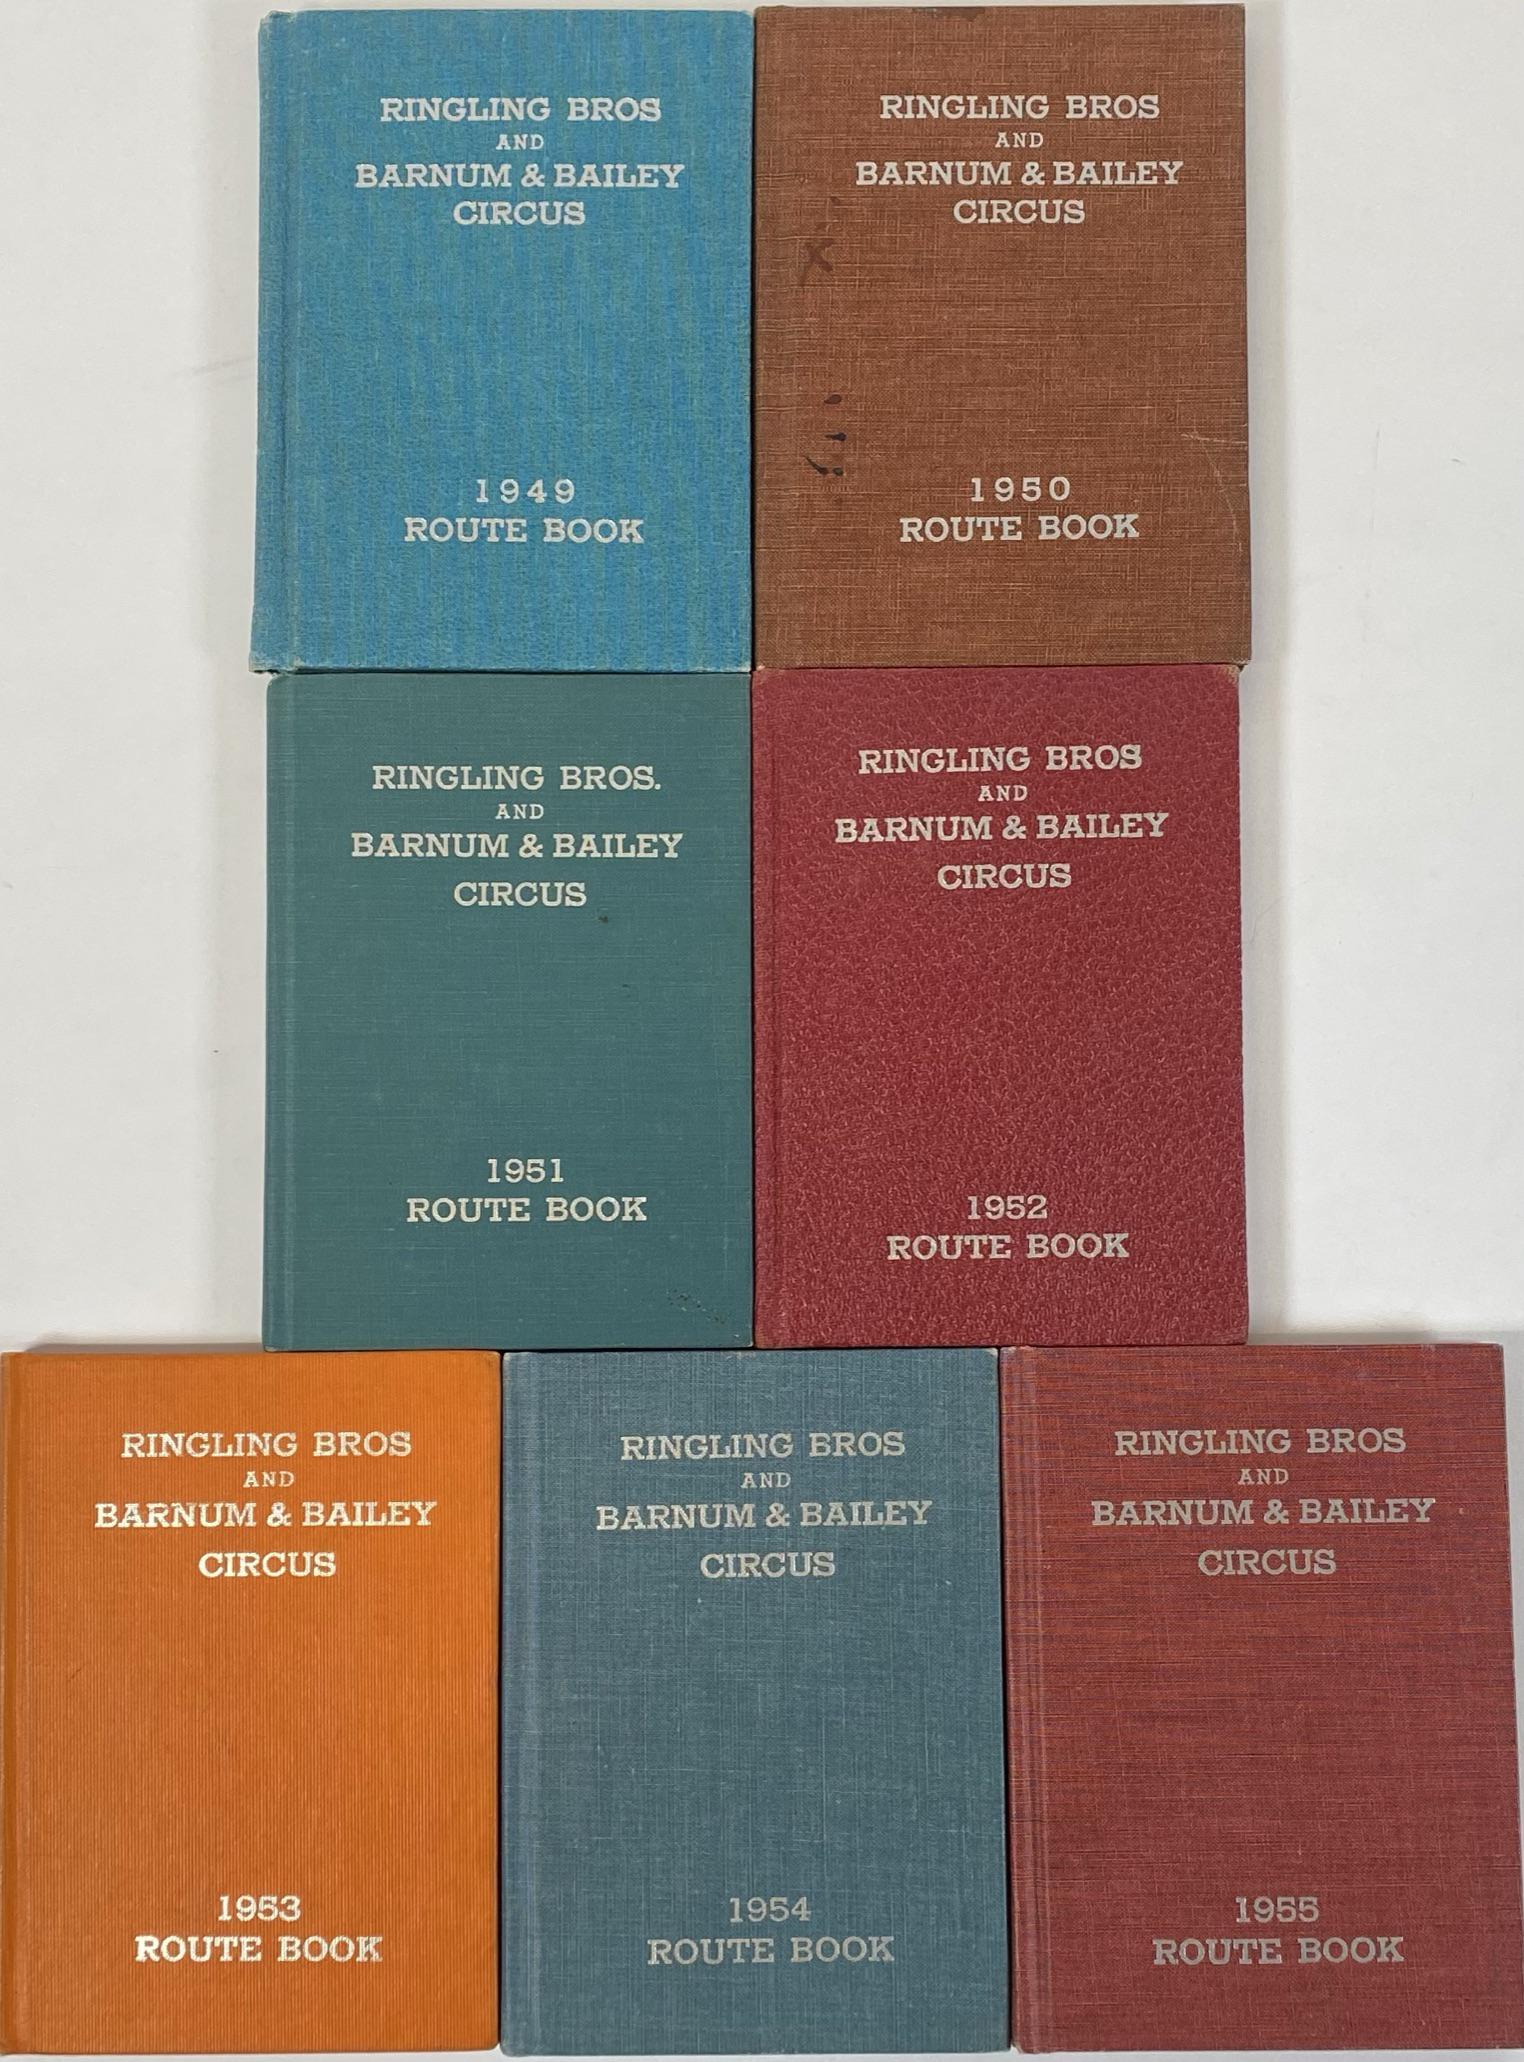 RINGLING BROS
AND
BARNUM & BAILEY
CIRCUS
1949
ROUTE BOOK
RINGLING BROS
AND
BARNUM & BAILEY
CIRCUS
1950
ROUTE BOOK
RINGLING BROS.
AND
BARNUM & BAILEY
CIRCUS
1951
ROUTE BOOK
RINGLING BROS
AND
BARNUM & BAILEY
CIRCUS
1952
ROUTE BOOK
RINGLING BROS
AND
BARNUM & BAILEY
CIRCUS
1953
ROUTE BOOK
RINGLING BROS
AND
BARNUM & BAILEY
CIRCUS
1954
ROUTE BOOK
RINGLING BROS
AND
BARNUM & BAILEY
CIRCUS
1955
ROUTE BOOK